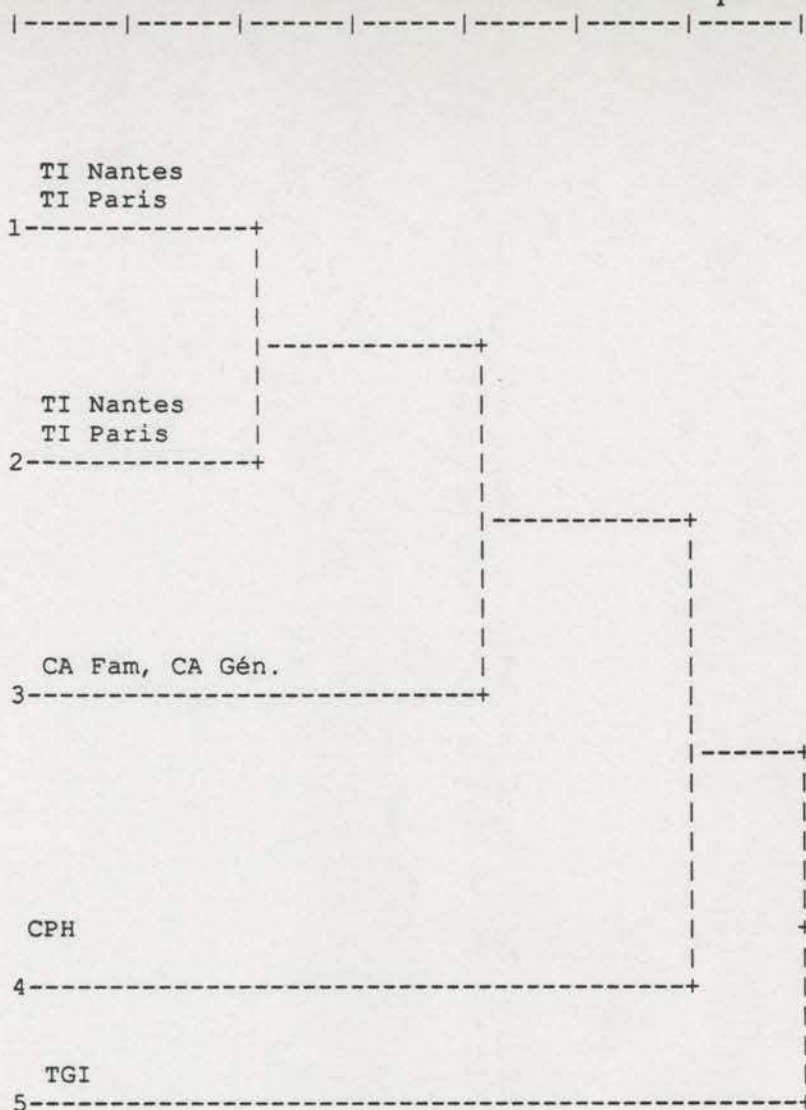 |------|------|------|------|------|------|------|
TI Nantes
TI Paris
1--------------+
TI Nantes
TI Paris
2--------------+
CA Fam, CA Gén.
3----------------------------+
CPH
4-----------------------------------------+
TGI
5------------------------------------------------+